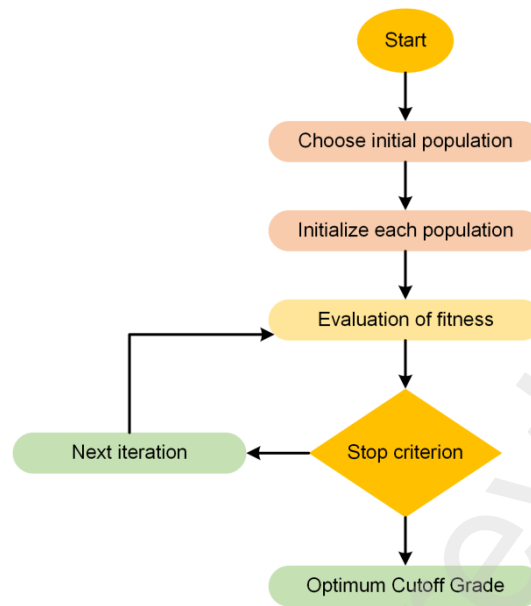 Start
Choose initial population
Initialize each population
Evaluation of fitness
Next iteration
Stop criterion
Optimum Cutoff Grade